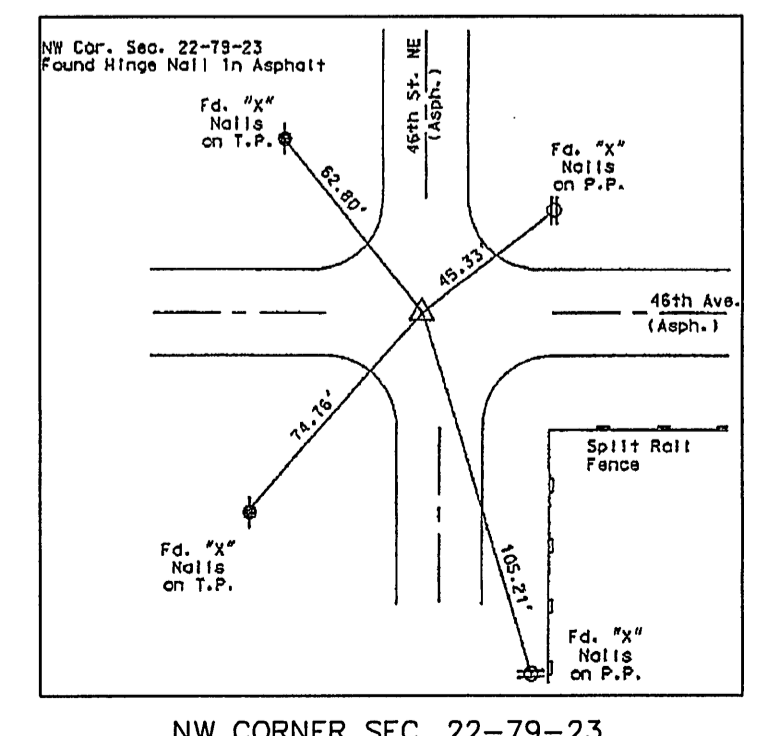 NW Cor. Sec. 22-79-23
Found Hinge Nail in Asphalt
Fd. "X"
Nails
on T.P.
46th St. NE
(Asph.)
Fd. "X"
Nails
on P.P.
62.80'
45.33'
46th Ave.
(Asph.)
74.76'
Split Rail
Fence
Fd. "X"
Nails
on T.P.
105.21'
Fd. "X"
Nails
on P.P.
NW CORNER SEC. 22-79-23